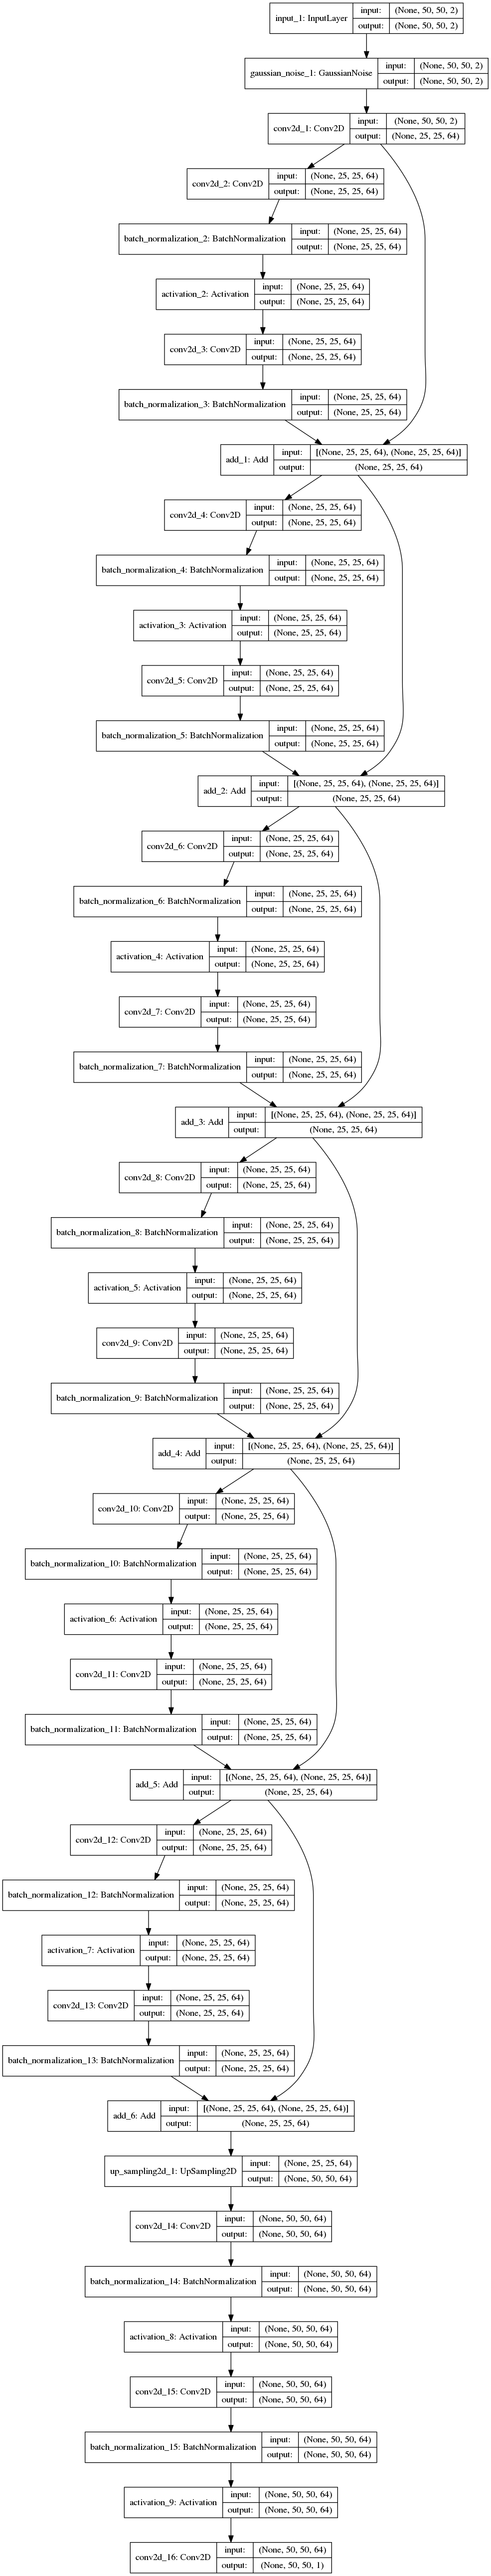 input_1: InputLayer
input: (None, 50, 50, 2)
output: (None, 50, 50, 2)
gaussian_noise_1: GaussianNoise
input: (None, 50, 50, 2)
output: (None, 50, 50, 2)
conv2d_1: Conv2D
input: (None, 50, 50, 2)
output: (None, 25, 25, 64)
conv2d_2: Conv2D
input: (None, 25, 25, 64)
output: (None, 25, 25, 64)
batch_normalization_2: BatchNormalization
input: (None, 25, 25, 64)
output: (None, 25, 25, 64)
activation_2: Activation
input: (None, 25, 25, 64)
output: (None, 25, 25, 64)
conv2d_3: Conv2D
input: (None, 25, 25, 64)
output: (None, 25, 25, 64)
batch_normalization_3: BatchNormalization
input: (None, 25, 25, 64)
output: (None, 25, 25, 64)
add_1: Add
input: [(None, 25, 25, 64), (None, 25, 25, 64)]
output: (None, 25, 25, 64)
conv2d_4: Conv2D
input: (None, 25, 25, 64)
output: (None, 25, 25, 64)
batch_normalization_4: BatchNormalization
input: (None, 25, 25, 64)
output: (None, 25, 25, 64)
activation_3: Activation
input: (None, 25, 25, 64)
output: (None, 25, 25, 64)
conv2d_5: Conv2D
input: (None, 25, 25, 64)
output: (None, 25, 25, 64)
batch_normalization_5: BatchNormalization
input: (None, 25, 25, 64)
output: (None, 25, 25, 64)
add_2: Add
input: [(None, 25, 25, 64), (None, 25, 25, 64)]
output: (None, 25, 25, 64)
conv2d_6: Conv2D
input: (None, 25, 25, 64)
output: (None, 25, 25, 64)
batch_normalization_6: BatchNormalization
input: (None, 25, 25, 64)
output: (None, 25, 25, 64)
activation_4: Activation
input: (None, 25, 25, 64)
output: (None, 25, 25, 64)
conv2d_7: Conv2D
input: (None, 25, 25, 64)
output: (None, 25, 25, 64)
batch_normalization_7: BatchNormalization
input: (None, 25, 25, 64)
output: (None, 25, 25, 64)
add_3: Add
input: [(None, 25, 25, 64), (None, 25, 25, 64)]
output: (None, 25, 25, 64)
conv2d_8: Conv2D
input: (None, 25, 25, 64)
output: (None, 25, 25, 64)
batch_normalization_8: BatchNormalization
input: (None, 25, 25, 64)
output: (None, 25, 25, 64)
activation_5: Activation
input: (None, 25, 25, 64)
output: (None, 25, 25, 64)
conv2d_9: Conv2D
input: (None, 25, 25, 64)
output: (None, 25, 25, 64)
batch_normalization_9: BatchNormalization
input: (None, 25, 25, 64)
output: (None, 25, 25, 64)
add_4: Add
input: [(None, 25, 25, 64), (None, 25, 25, 64)]
output: (None, 25, 25, 64)
conv2d_10: Conv2D
input: (None, 25, 25, 64)
output: (None, 25, 25, 64)
batch_normalization_10: BatchNormalization
input: (None, 25, 25, 64)
output: (None, 25, 25, 64)
activation_6: Activation
input: (None, 25, 25, 64)
output: (None, 25, 25, 64)
conv2d_11: Conv2D
input: (None, 25, 25, 64)
output: (None, 25, 25, 64)
batch_normalization_11: BatchNormalization
input: (None, 25, 25, 64)
output: (None, 25, 25, 64)
add_5: Add
input: [(None, 25, 25, 64), (None, 25, 25, 64)]
output: (None, 25, 25, 64)
conv2d_12: Conv2D
input: (None, 25, 25, 64)
output: (None, 25, 25, 64)
batch_normalization_12: BatchNormalization
input: (None, 25, 25, 64)
output: (None, 25, 25, 64)
activation_7: Activation
input: (None, 25, 25, 64)
output: (None, 25, 25, 64)
conv2d_13: Conv2D
input: (None, 25, 25, 64)
output: (None, 25, 25, 64)
batch_normalization_13: BatchNormalization
input: (None, 25, 25, 64)
output: (None, 25, 25, 64)
add_6: Add
input: [(None, 25, 25, 64), (None, 25, 25, 64)]
output: (None, 25, 25, 64)
up_sampling2d_1: UpSampling2D
input: (None, 25, 25, 64)
output: (None, 50, 50, 64)
conv2d_14: Conv2D
input: (None, 50, 50, 64)
output: (None, 50, 50, 64)
batch_normalization_14: BatchNormalization
input: (None, 50, 50, 64)
output: (None, 50, 50, 64)
activation_8: Activation
input: (None, 50, 50, 64)
output: (None, 50, 50, 64)
conv2d_15: Conv2D
input: (None, 50, 50, 64)
output: (None, 50, 50, 64)
batch_normalization_15: BatchNormalization
input: (None, 50, 50, 64)
output: (None, 50, 50, 64)
activation_9: Activation
input: (None, 50, 50, 64)
output: (None, 50, 50, 64)
conv2d_16: Conv2D
input: (None, 50, 50, 64)
output: (None, 50, 50, 1)